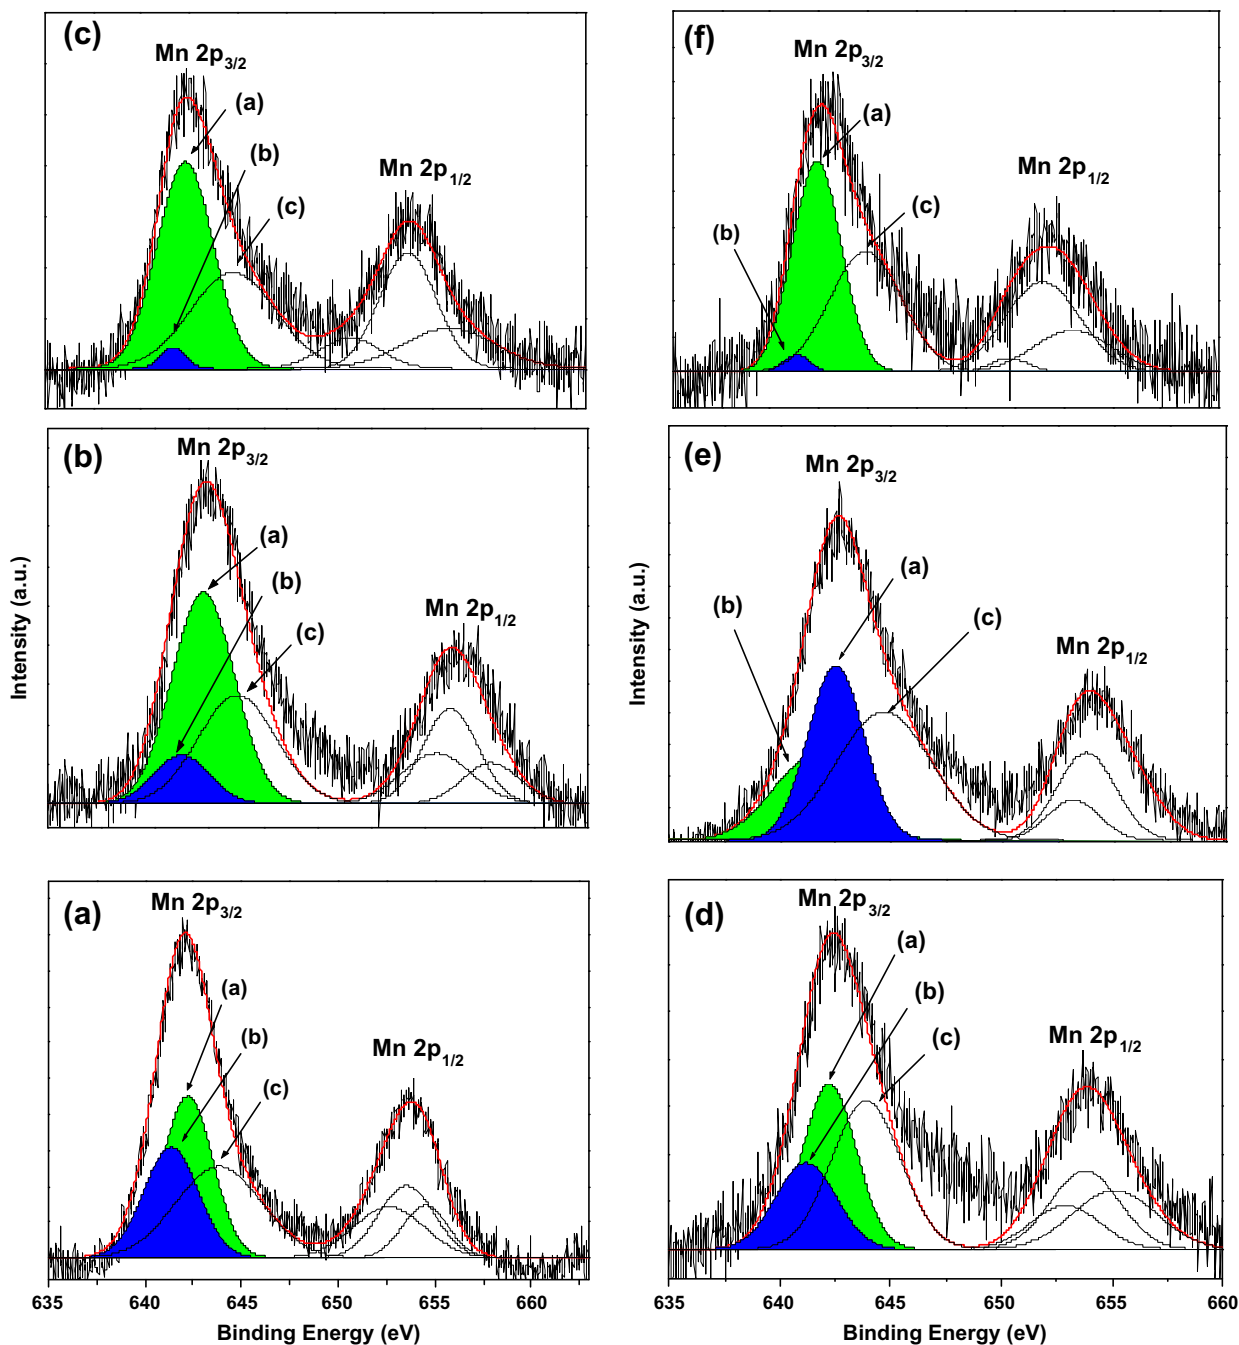 (c)
Mn 2p3/2
(a)
(b)
(c)
Mn 2p1/2
(f)
Mn 2p3/2
(a)
(b)
(c)
Mn 2p1/2
(b)
Mn 2p3/2
(a)
(b)
(c)
Mn 2p1/2
Intensity (a.u.)
(e)
Mn 2p3/2
(a)
(b)
(c)
Mn 2p1/2
Intensity (a.u.)
(a)
Mn 2p3/2
(a)
(b)
(c)
Mn 2p1/2
635 640 645 650 655 660
Binding Energy (eV)
(d)
Mn 2p3/2
(a)
(b)
(c)
Mn 2p1/2
635 640 645 650 655 660
Binding Energy (eV)